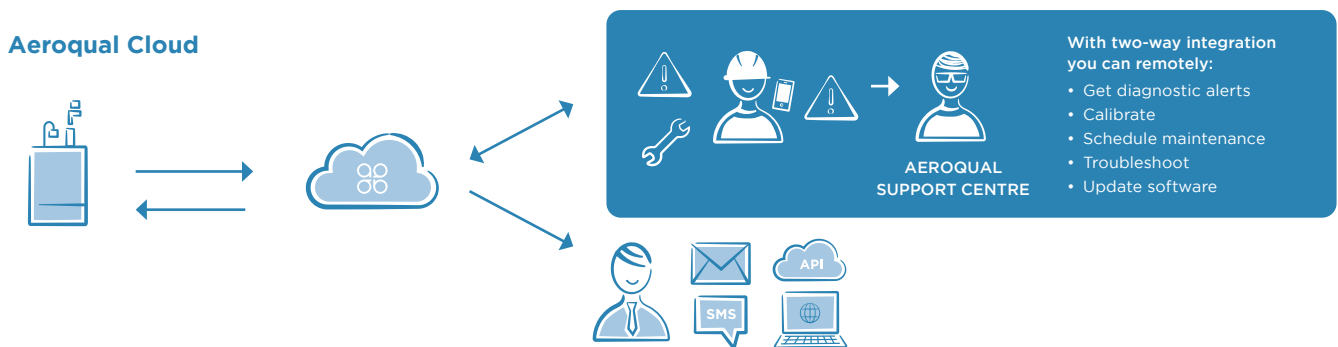 Aeroqual Cloud
AEROQUAL
SUPPORT CENTRE
With two-way integration
you can remotely:
• Get diagnostic alerts
• Calibrate
• Schedule maintenance
• Troubleshoot
• Update software
API
SMS